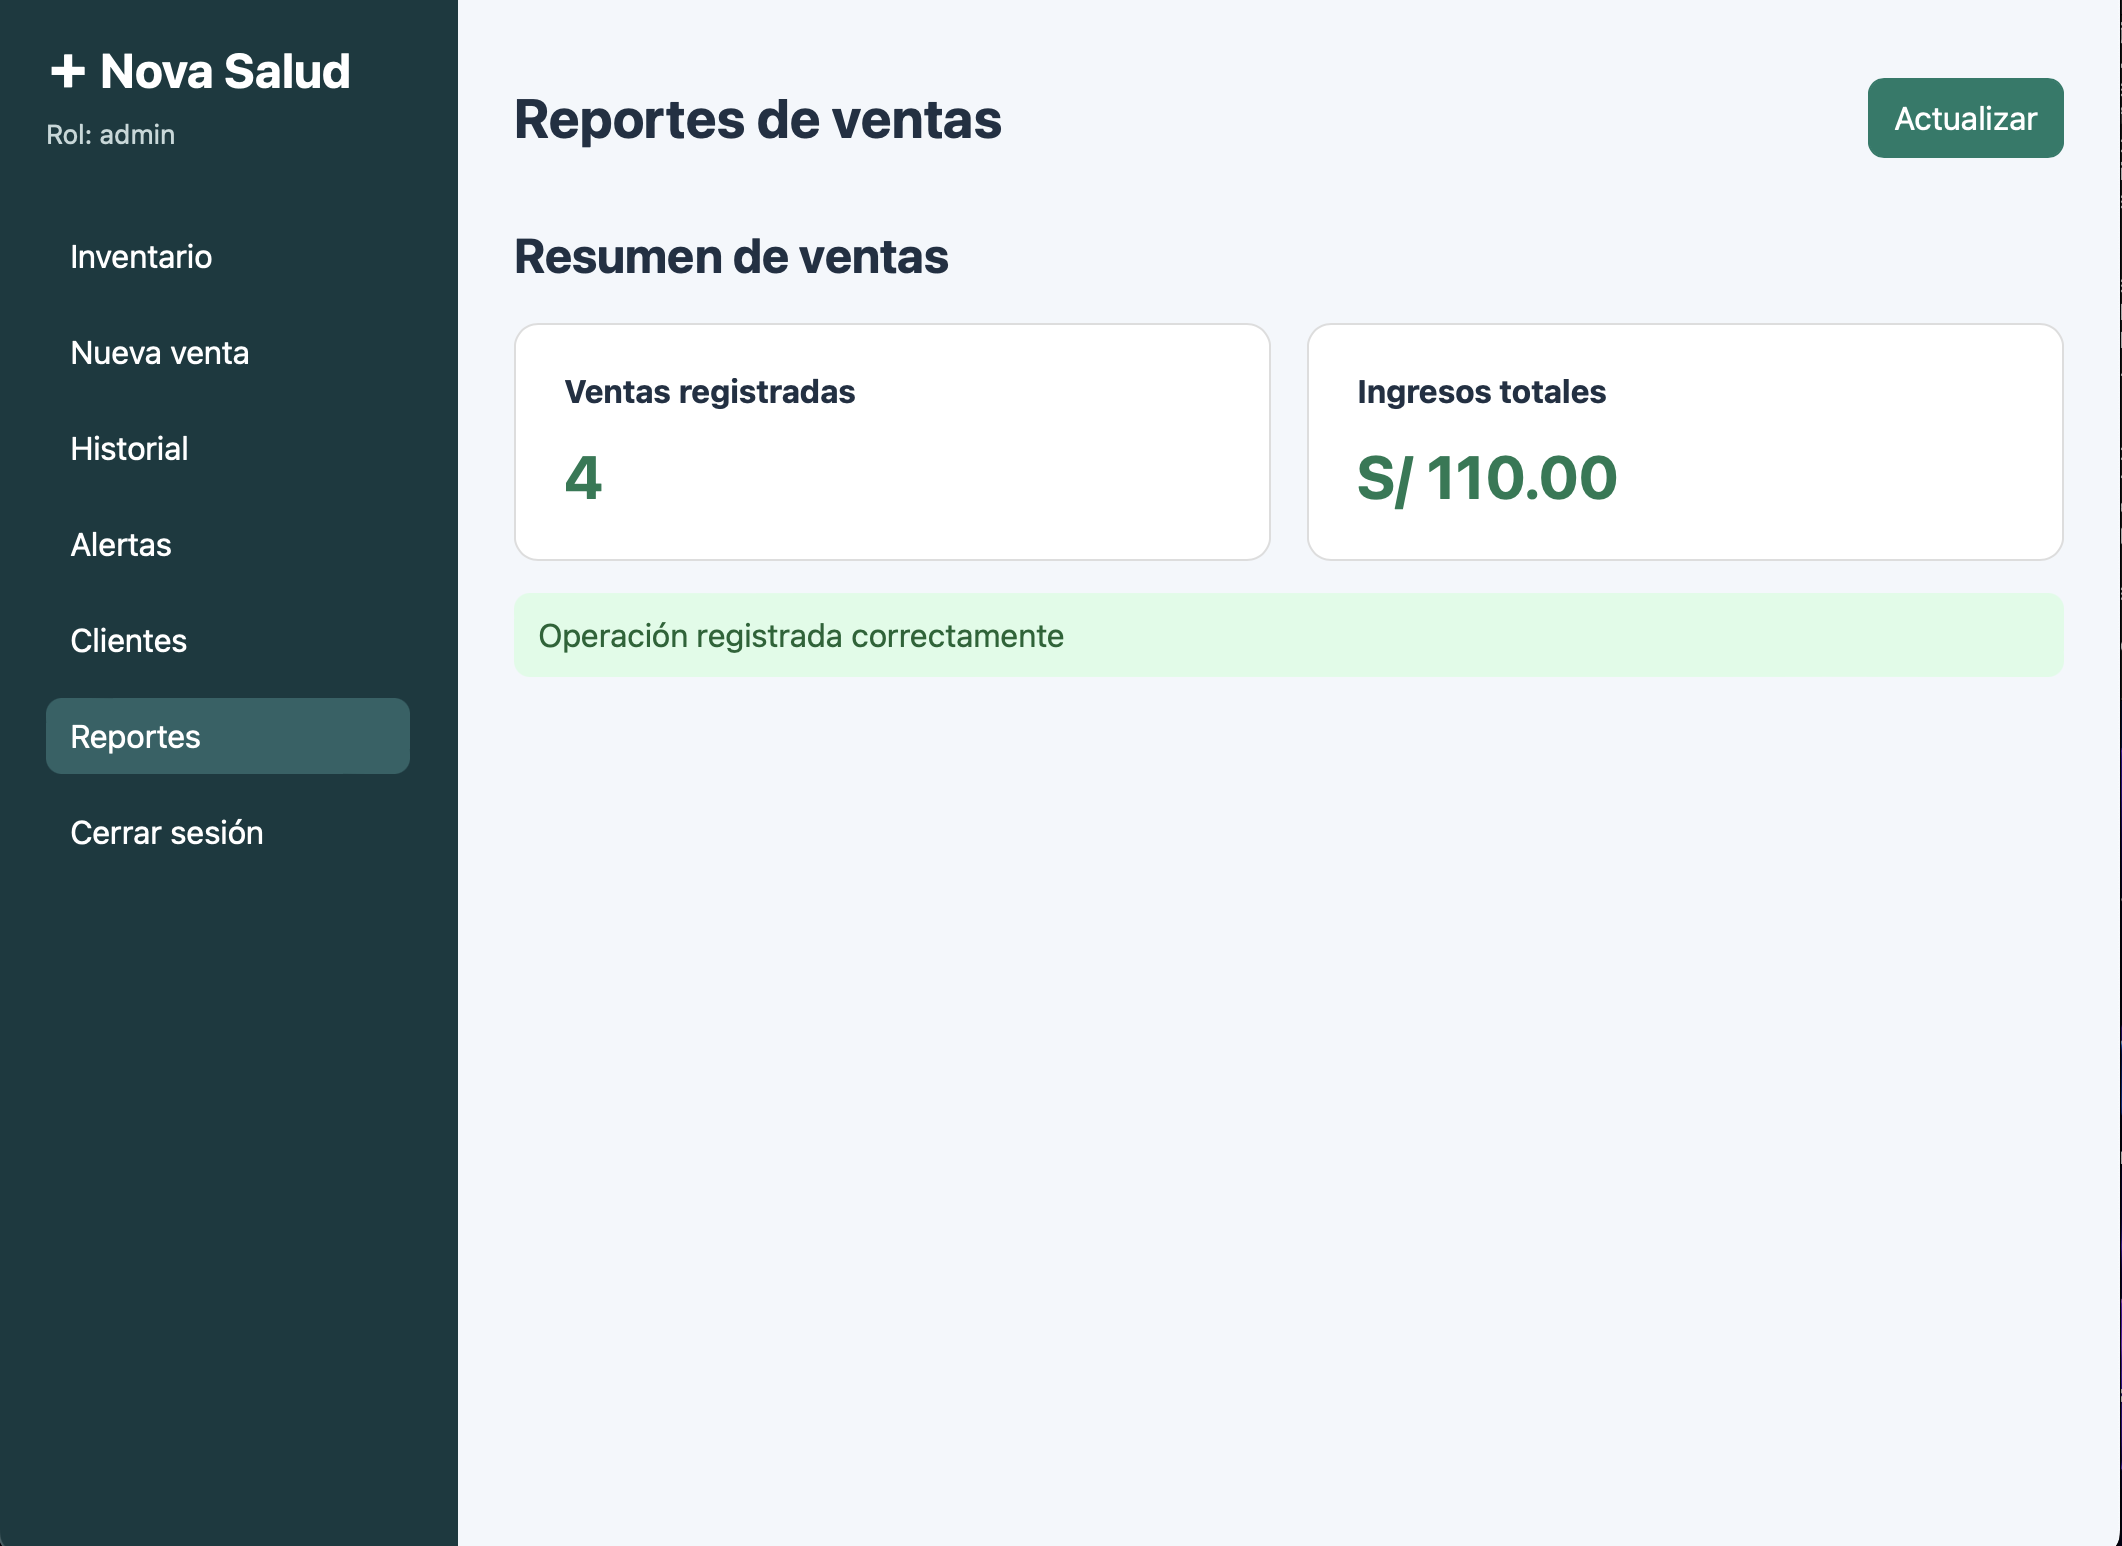 + Nova Salud
Rol: admin
Inventario
Nueva venta
Historial
Alertas
Clientes
Reportes
Cerrar sesión
Reportes de ventas
Actualizar
Resumen de ventas
Ventas registradas
4
Ingresos totales
S/ 110.00
Operación registrada correctamente